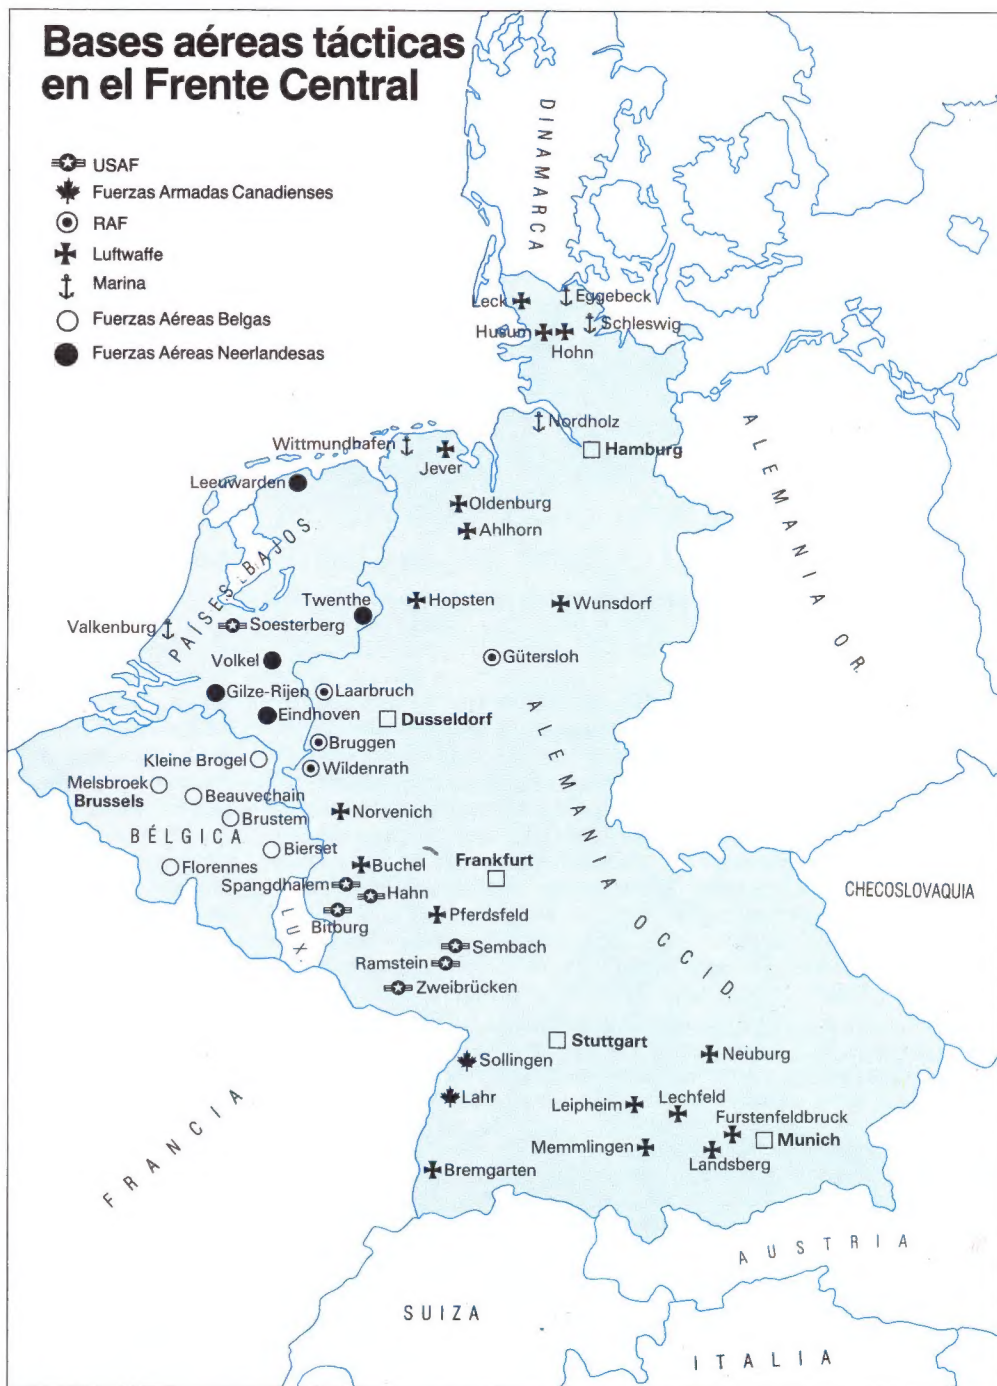 Bases aéreas tácticas
en el Frente Central
USAF
Fuerzas Armadas Canadienses
RAF
Luftwaffe
Marina
Fuerzas Aéreas Belgas
Fuerzas Aéreas Neerlandesas
DINAMARCA
Leck
Eggebeck
Husum
Schleswig
Hohn
Nordholz
Wittmundhafen
Hamburg
Jever
Leeuwarden
Oldenburg
Ahlhorn
ALEMANIA OR.
PAÍSES BAJOS
Twenthe
Hopsten
Wunsdorf
Valkenburg
Soesterberg
Volkel
Gütersloh
Gilze-Rijen
Laarbruch
Eindhoven
Dusseldorf
Bruggen
Kleine Brogel
Wildenrath
Melsbroek
Brussels
Beauvechain
Brustem
Norvenich
BÉLGICA
Bierset
Florennes
Buchel
Frankfurt
Spangdhalem
Hahn
Bitburg
LUX.
Pferdsfeld
ALEMANIA OCCID.
CHECOSLOVAQUIA
Sembach
Ramstein
Zweibrücken
Stuttgart
Neuburg
Sollingen
Lahr
Leipheim
Lechfeld
Furstenfeldbruck
Munich
Memmlingen
Landsberg
Bremgarten
FRANCIA
AUSTRIA
SUIZA
ITALIA